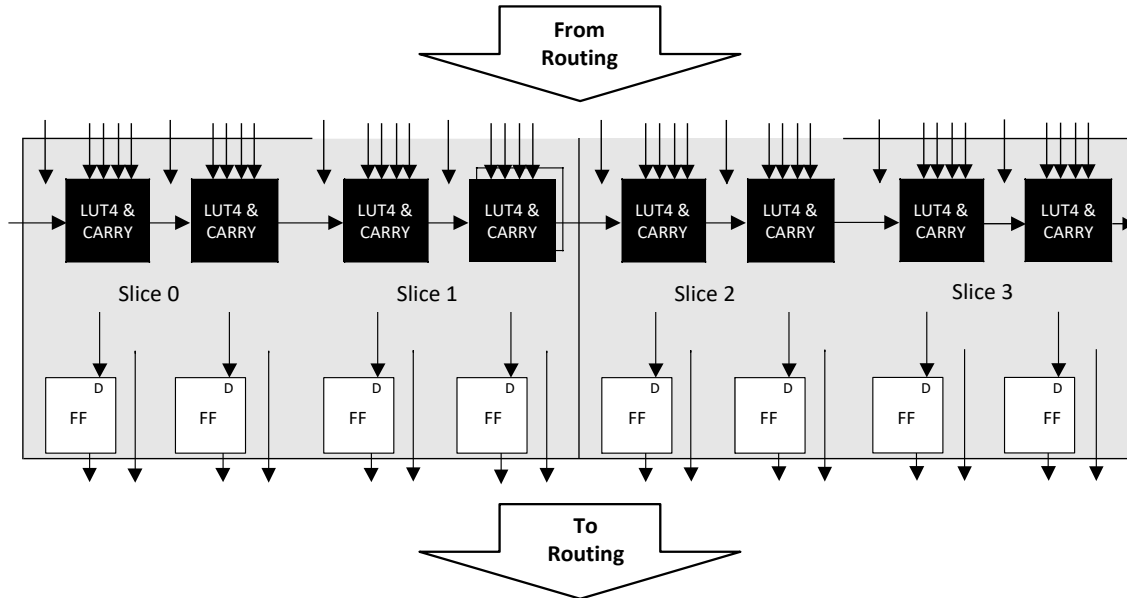 From
Routing
LUT4 &
CARRY
LUT4 &
CARRY
LUT4 &
CARRY
LUT4 &
CARRY
LUT4 &
CARRY
LUT4 &
CARRY
LUT4 &
CARRY
LUT4 &
CARRY
Slice 0
Slice 1
Slice 2
Slice 3
D
FF
D
FF
D
FF
D
FF
D
FF
D
FF
D
FF
D
FF
To
Routing